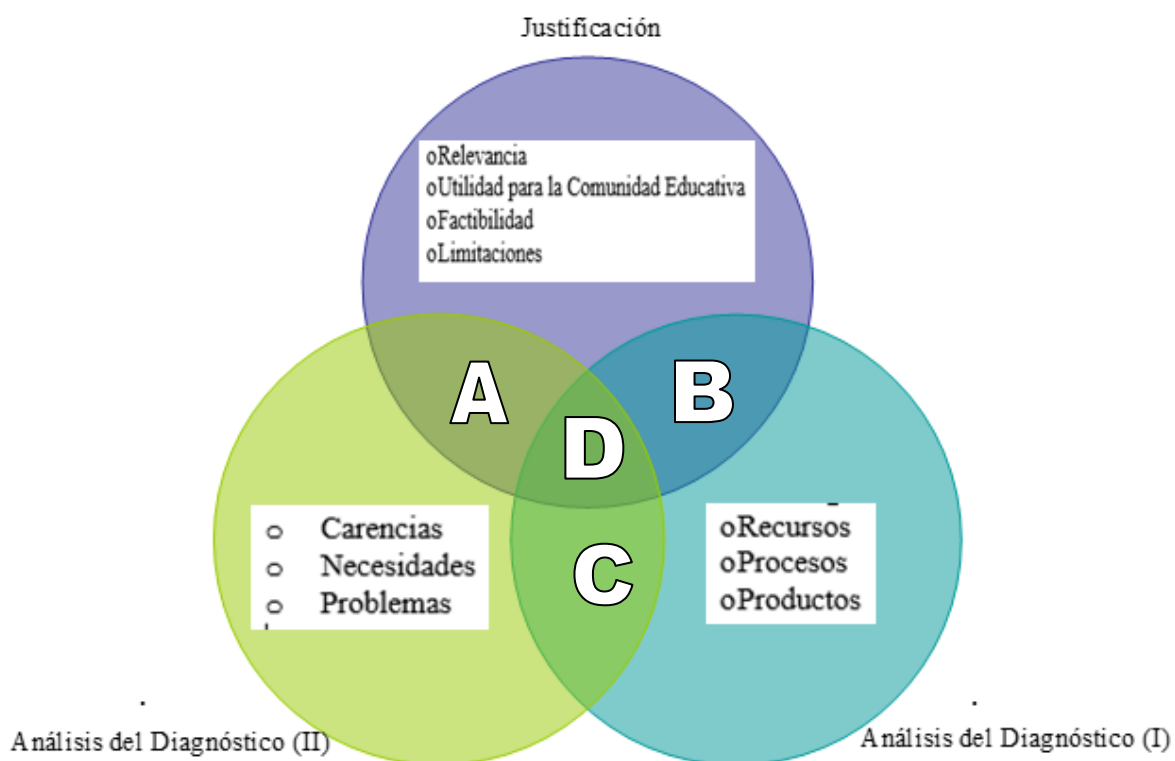 Justificación
oRelevancia
oUtilidad para la Comunidad Educativa
oFactibilidad
oLimitaciones
A
B
D
C
o Carencias
o Necesidades
o Problemas
oRecursos
oProcesos
oProductos
Análisis del Diagnóstico (II)
Análisis del Diagnóstico (I)